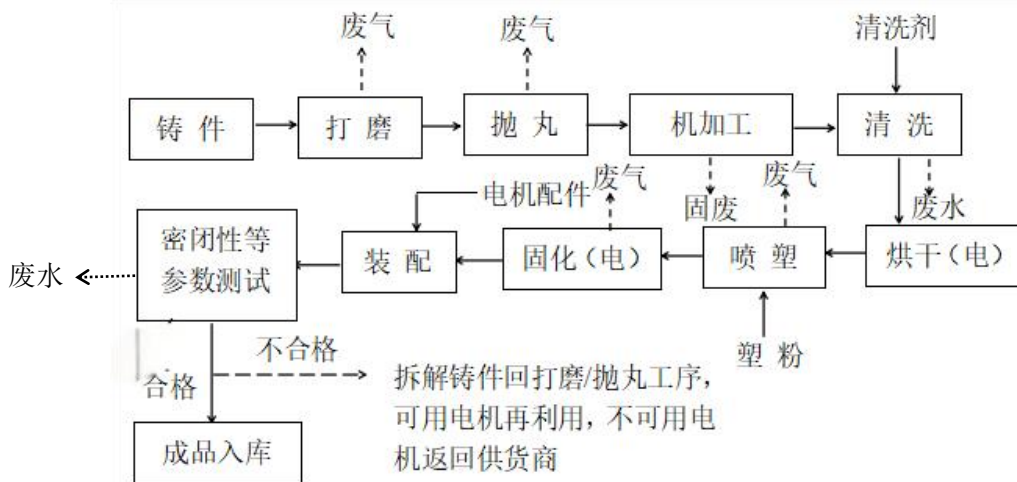 废气
废气
清洗剂
铸 件
打 磨
抛 丸
机加工
清 洗
电机配件
废气
固废
废气
废水
密闭性等
参数测试
装 配
固化(电)
喷 塑
烘干(电)
废水
不合格
塑 粉
合格
拆解铸件回打磨/抛丸工序,
可用电机再利用, 不可用电
机返回供货商
成品入库